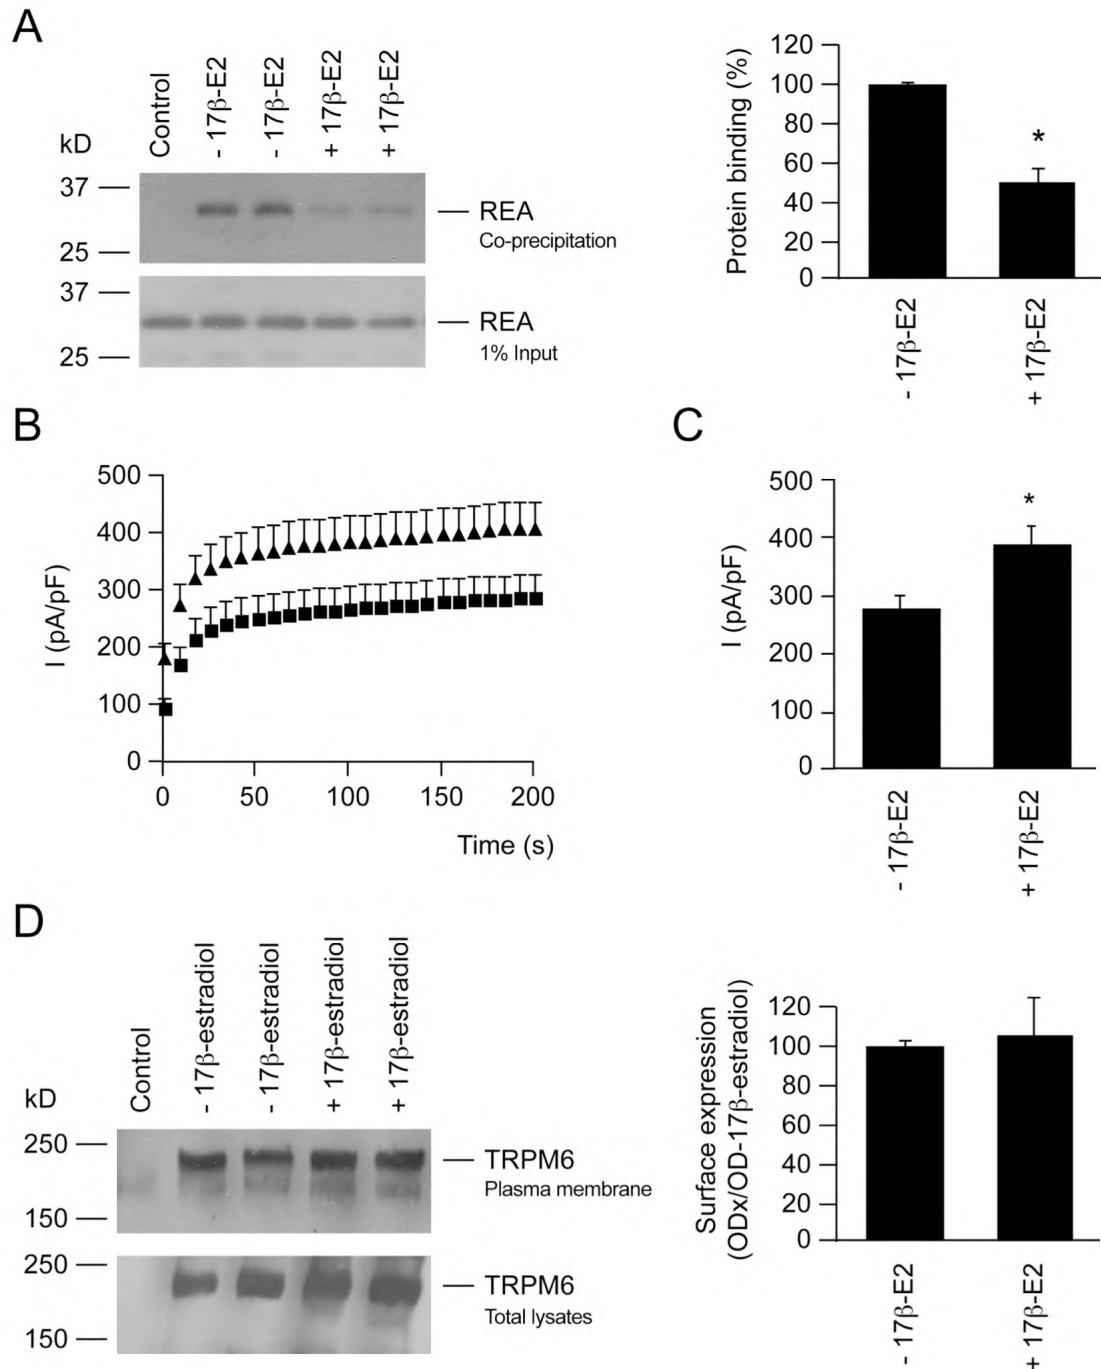 A
kD
Control
- 17β-E2
- 17β-E2
+ 17β-E2
+ 17β-E2
37
25
REA
Co-precipitation
37
25
REA
1% Input
Protein binding (%)
120
100
80
60
40
20
0
*
- 17β-E2
+ 17β-E2
B
I (pA/pF)
500
400
300
200
100
0
0
50
100
150
200
Time (s)
C
I (pA/pF)
500
400
300
200
100
0
*
- 17β-E2
+ 17β-E2
D
kD
Control
- 17β-estradiol
- 17β-estradiol
+ 17β-estradiol
+ 17β-estradiol
250
150
TRPM6
Plasma membrane
250
150
TRPM6
Total lysates
Surface expression
(ODx/OD-17β-estradiol)
120
100
80
60
40
20
0
- 17β-E2
+ 17β-E2